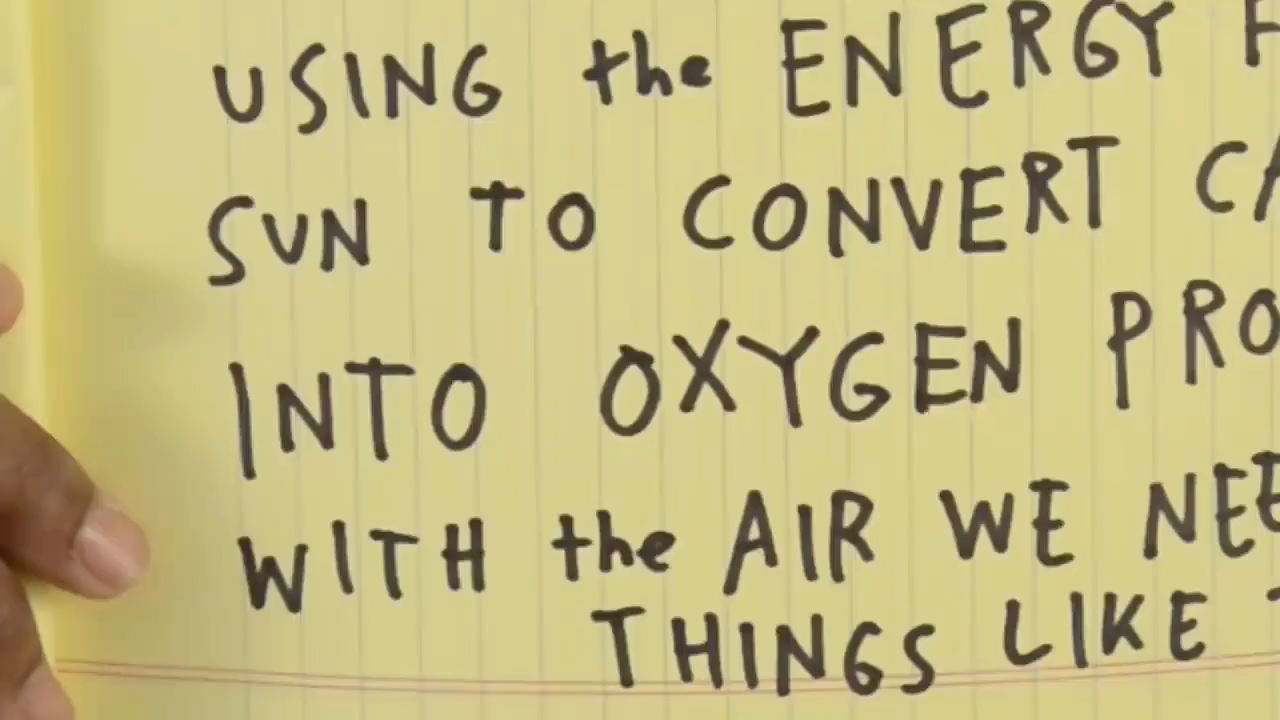 USING the ENERGY
SUN TO CONVERT
INTO OXYGEN
WITH the AIR WE
THINGS LIKE